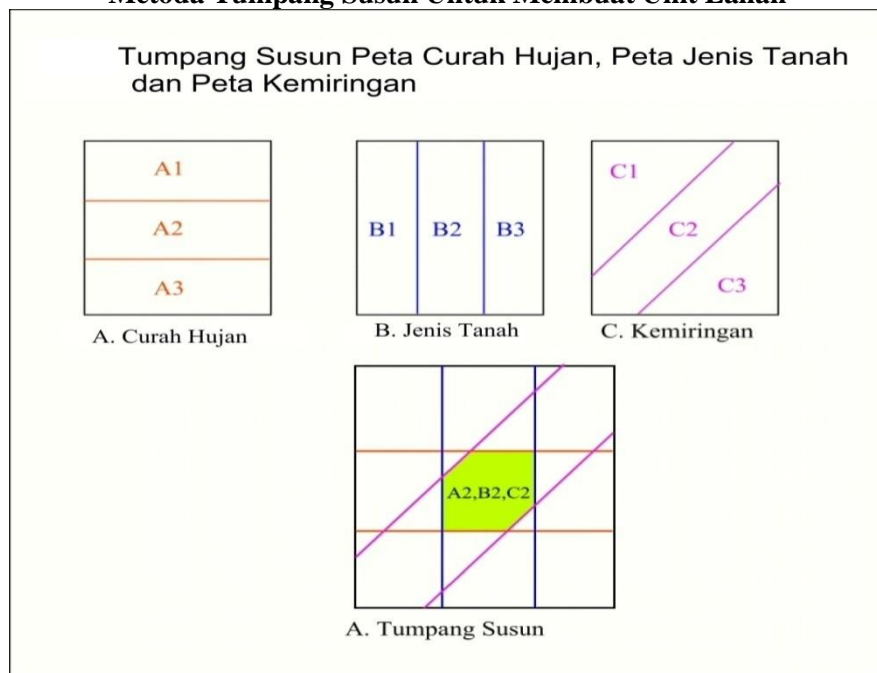 Metoda Tumpang Susun Untuk Membuat Unit Lahan
Tumpang Susun Peta Curah Hujan, Peta Jenis Tanah
dan Peta Kemiringan
A1
A2
A3
A. Curah Hujan
B1 B2 B3
B. Jenis Tanah
C1
C2
C3
C. Kemiringan
A2,B2,C2
A. Tumpang Susun